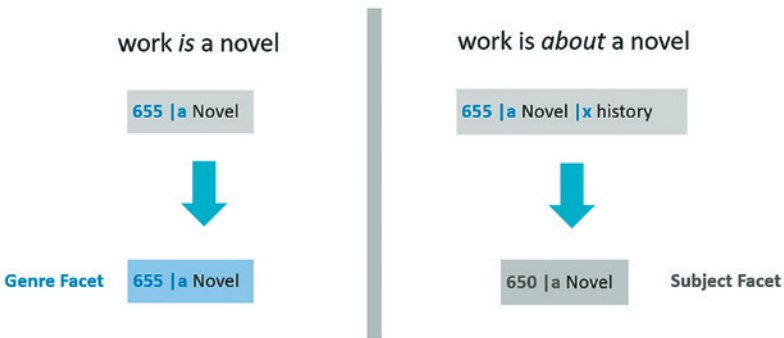 work is a novel
655 |a Novel
Genre Facet 655 |a Novel
work is about a novel
655 |a Novel |x history
650 |a Novel Subject Facet